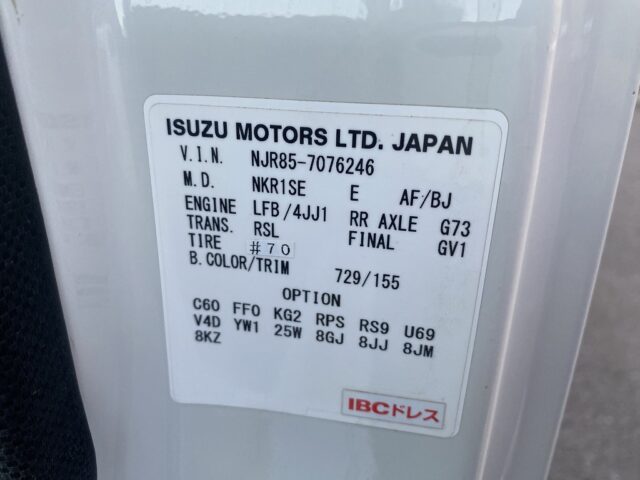 ISUZU MOTORS LTD. JAPAN
V.I.N. NJR85-7076246
M.D. NKR1SE E AF/BJ
ENGINE LFB/4JJ1 RR AXLE G73
TRANS. RSL FINAL GV1
TIRE #70
B.COLOR/TRIM 729/155
OPTION
C60 FF0 KG2 RPS RS9 U69
V4D YW1 25W 8GJ 8JJ 8JM
8KZ
IBCドレス